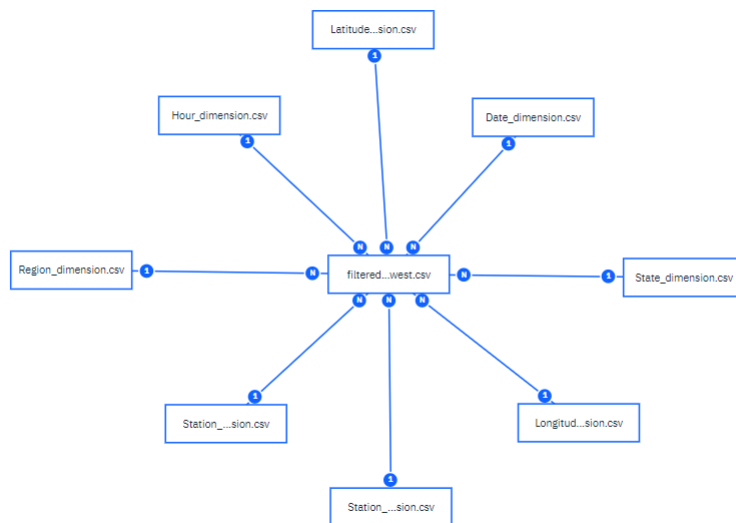 Latitude...sion.csv
1
Hour_dimension.csv
1
Date_dimension.csv
1
N
N
N
Region_dimension.csv
1
N
filtered...west.csv
N
1
State_dimension.csv
N
N
N
1
Station_...sion.csv
1
Longitud...sion.csv
1
Station_...sion.csv